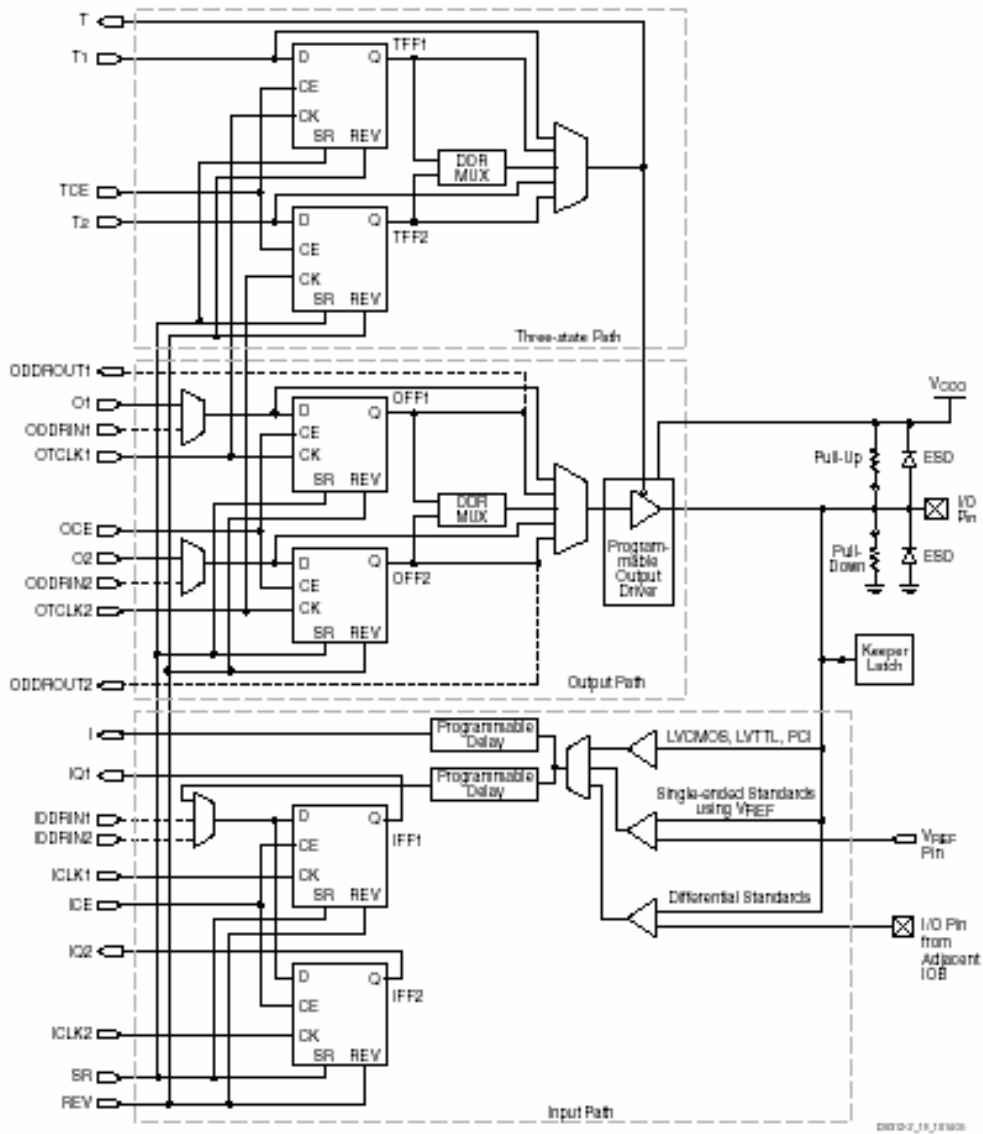 T
T1
TFF1
D
Q
CE
CK
SR REV
DDR
MUX
TCE
T2
D
Q
TFF2
CE
CK
SR REV
Three-state Path
ODDROUT1
O1
ODDRIN1
OTCLK1
D
Q
OFF1
CE
CK
SR REV
VCCO
Pull-Up
ESD
I/O
Pin
DDR
MUX
Program-
mable
Output
Driver
Pull-
Down
ESD
OCE
O2
ODDRIN2
OTCLK2
D
Q
OFF2
CE
CK
SR REV
Keeper
Latch
ODDROUT2
Output Path
I
Programmable
Delay
LVCMOS, LVTTL, PCI
IQ1
Programmable
Delay
Single-ended Standards
using VREF
IDDRIN1
IDDRIN2
D
Q
IFF1
CE
CK
SR REV
VREF
Pin
ICLK1
ICE
Differential Standards
I/O Pin
from
Adjacent
IOB
IQ2
D
Q
IFF2
CE
CK
SR REV
ICLK2
SR
REV
Input Path